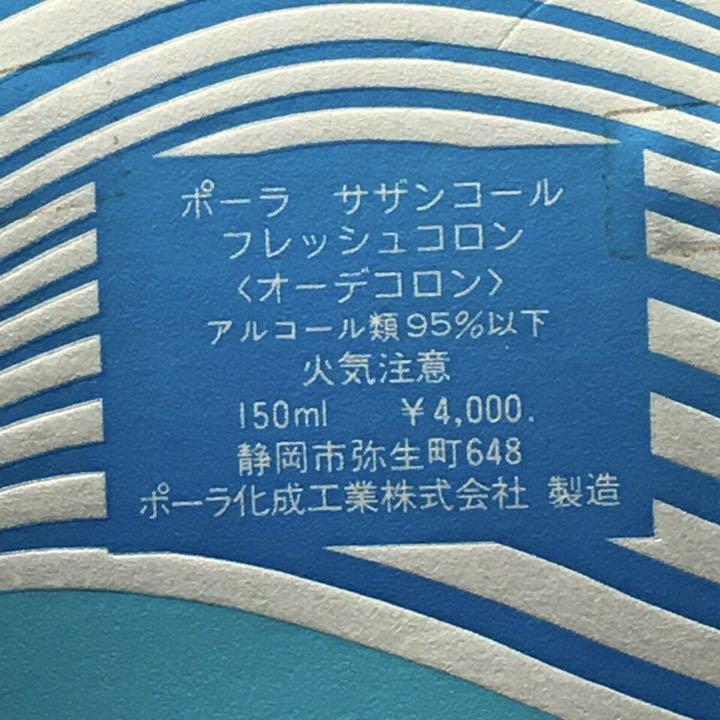 ポーラ サザンコール
フレッシュコロン
〈オーデコロン〉
アルコール類95%以下
火気注意
150ml ¥4,000.
静岡市弥生町648
ポーラ化成工業株式会社 製造